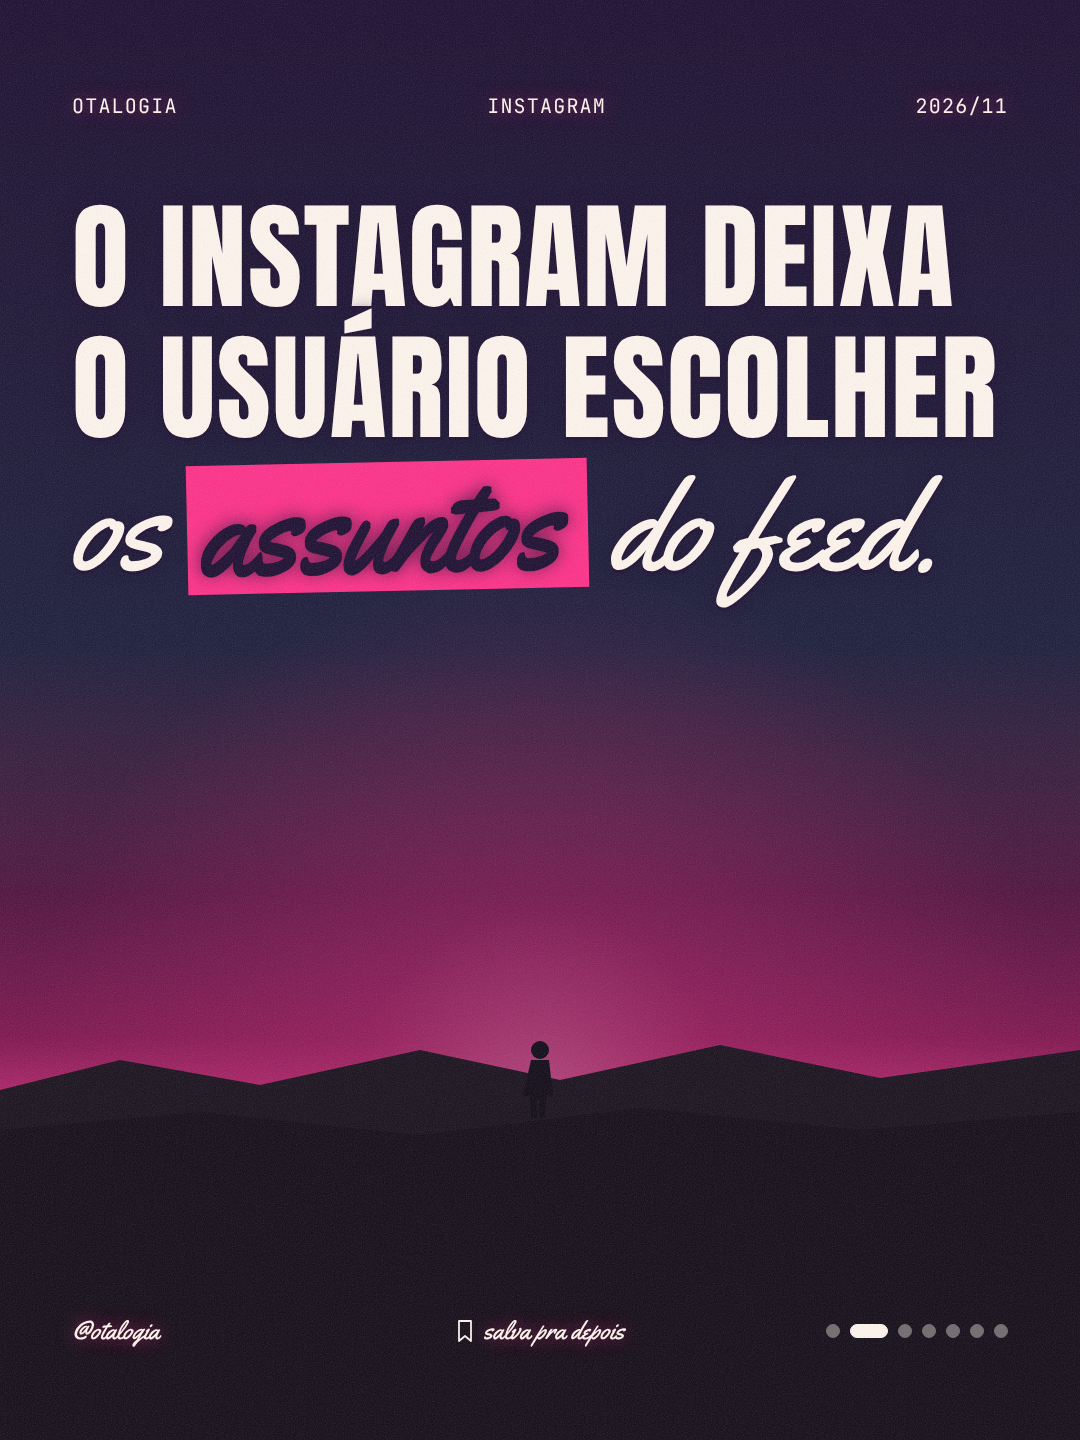 OTALOGIA INSTAGRAM 2026/11
O INSTAGRAM DEIXA
O USUÁRIO ESCOLHER
os assuntos do feed.
@otalogia salva pra depois